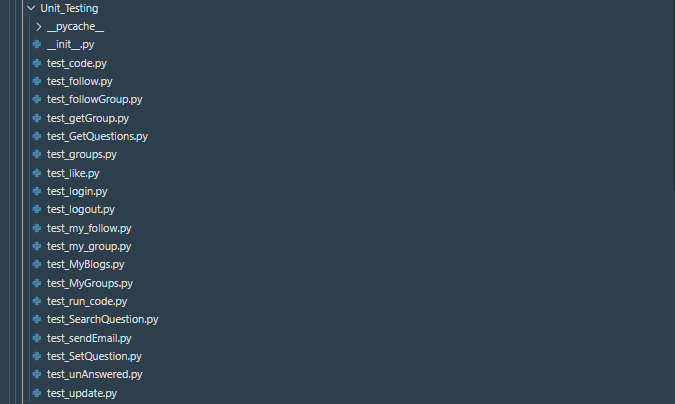 Unit_Testing
__pycache__
__init__.py
test_code.py
test_follow.py
test_followGroup.py
test_getGroup.py
test_GetQuestions.py
test_groups.py
test_like.py
test_login.py
test_logout.py
test_my_follow.py
test_my_group.py
test_MyBlogs.py
test_MyGroups.py
test_run_code.py
test_SearchQuestion.py
test_sendEmail.py
test_SetQuestion.py
test_unAnswered.py
test_update.py